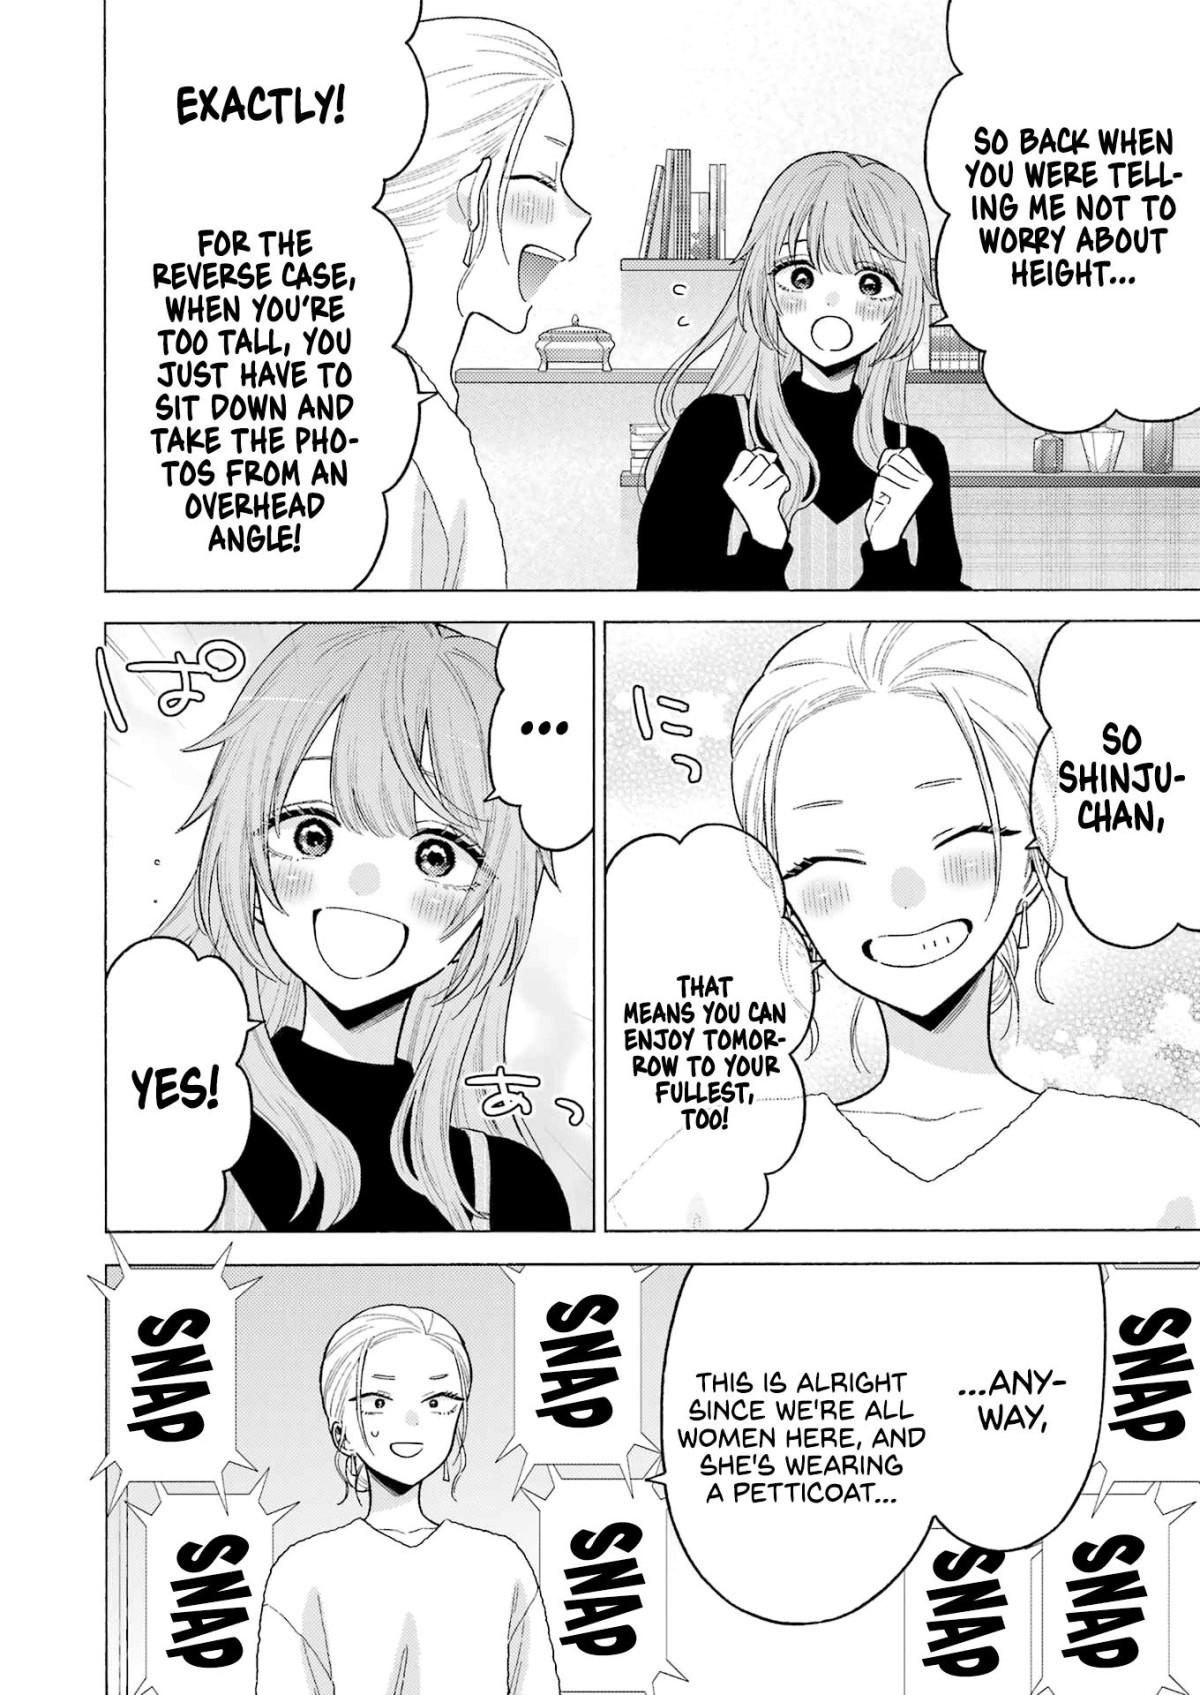 SO BACK WHEN
YOU WERE TELL-
ING ME NOT TO
WORRY ABOUT
HEIGHT...
EXACTLY!
FOR THE
REVERSE CASE,
WHEN YOU'RE
TOO TALL, YOU
JUST HAVE TO
SIT DOWN AND
TAKE THE PHO-
TOS FROM AN
OVERHEAD
ANGLE!
SO
SHINJU-
CHAN,
にこっ
THAT
MEANS YOU CAN
ENJOY TOMOR-
ROW TO YOUR
FULLEST,
TOO!
...
ぱ
あっ
YES!
...ANY-
WAY,
THIS IS ALRIGHT
SINCE WE'RE ALL
WOMEN HERE, AND
SHE'S WEARING
A PETTICOAT...
SNAP
SNAP
SNAP
SNAP
SNAP
SNAP
SNAP